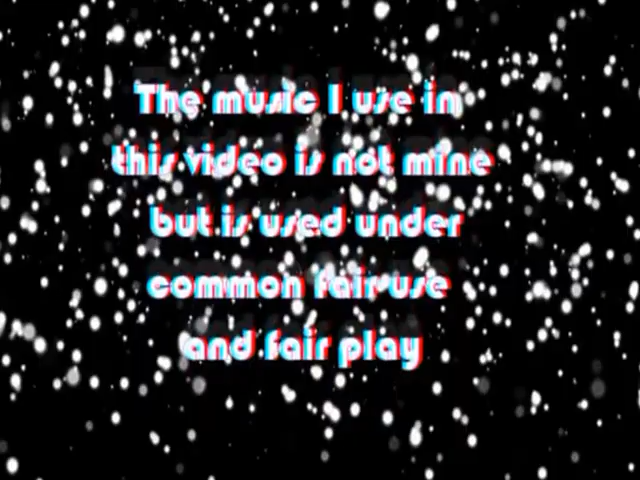 The music I use in
this video is not mine
but is used under
common fair use
and fair play